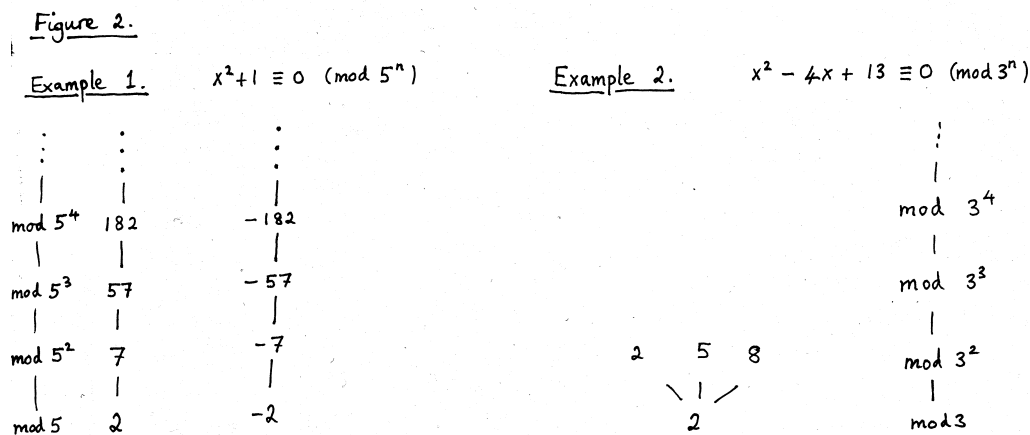 Figure 2.
Example 1. x²+1 ≡ 0 (mod 5ⁿ)
Example 2. x² - 4x + 13 ≡ 0 (mod 3ⁿ)
mod 5⁴ 182 -182
mod 3⁴
mod 5³ 57 -57
mod 3³
mod 5² 7 -7
2 5 8 mod 3²
mod 5 2 -2
2 mod 3